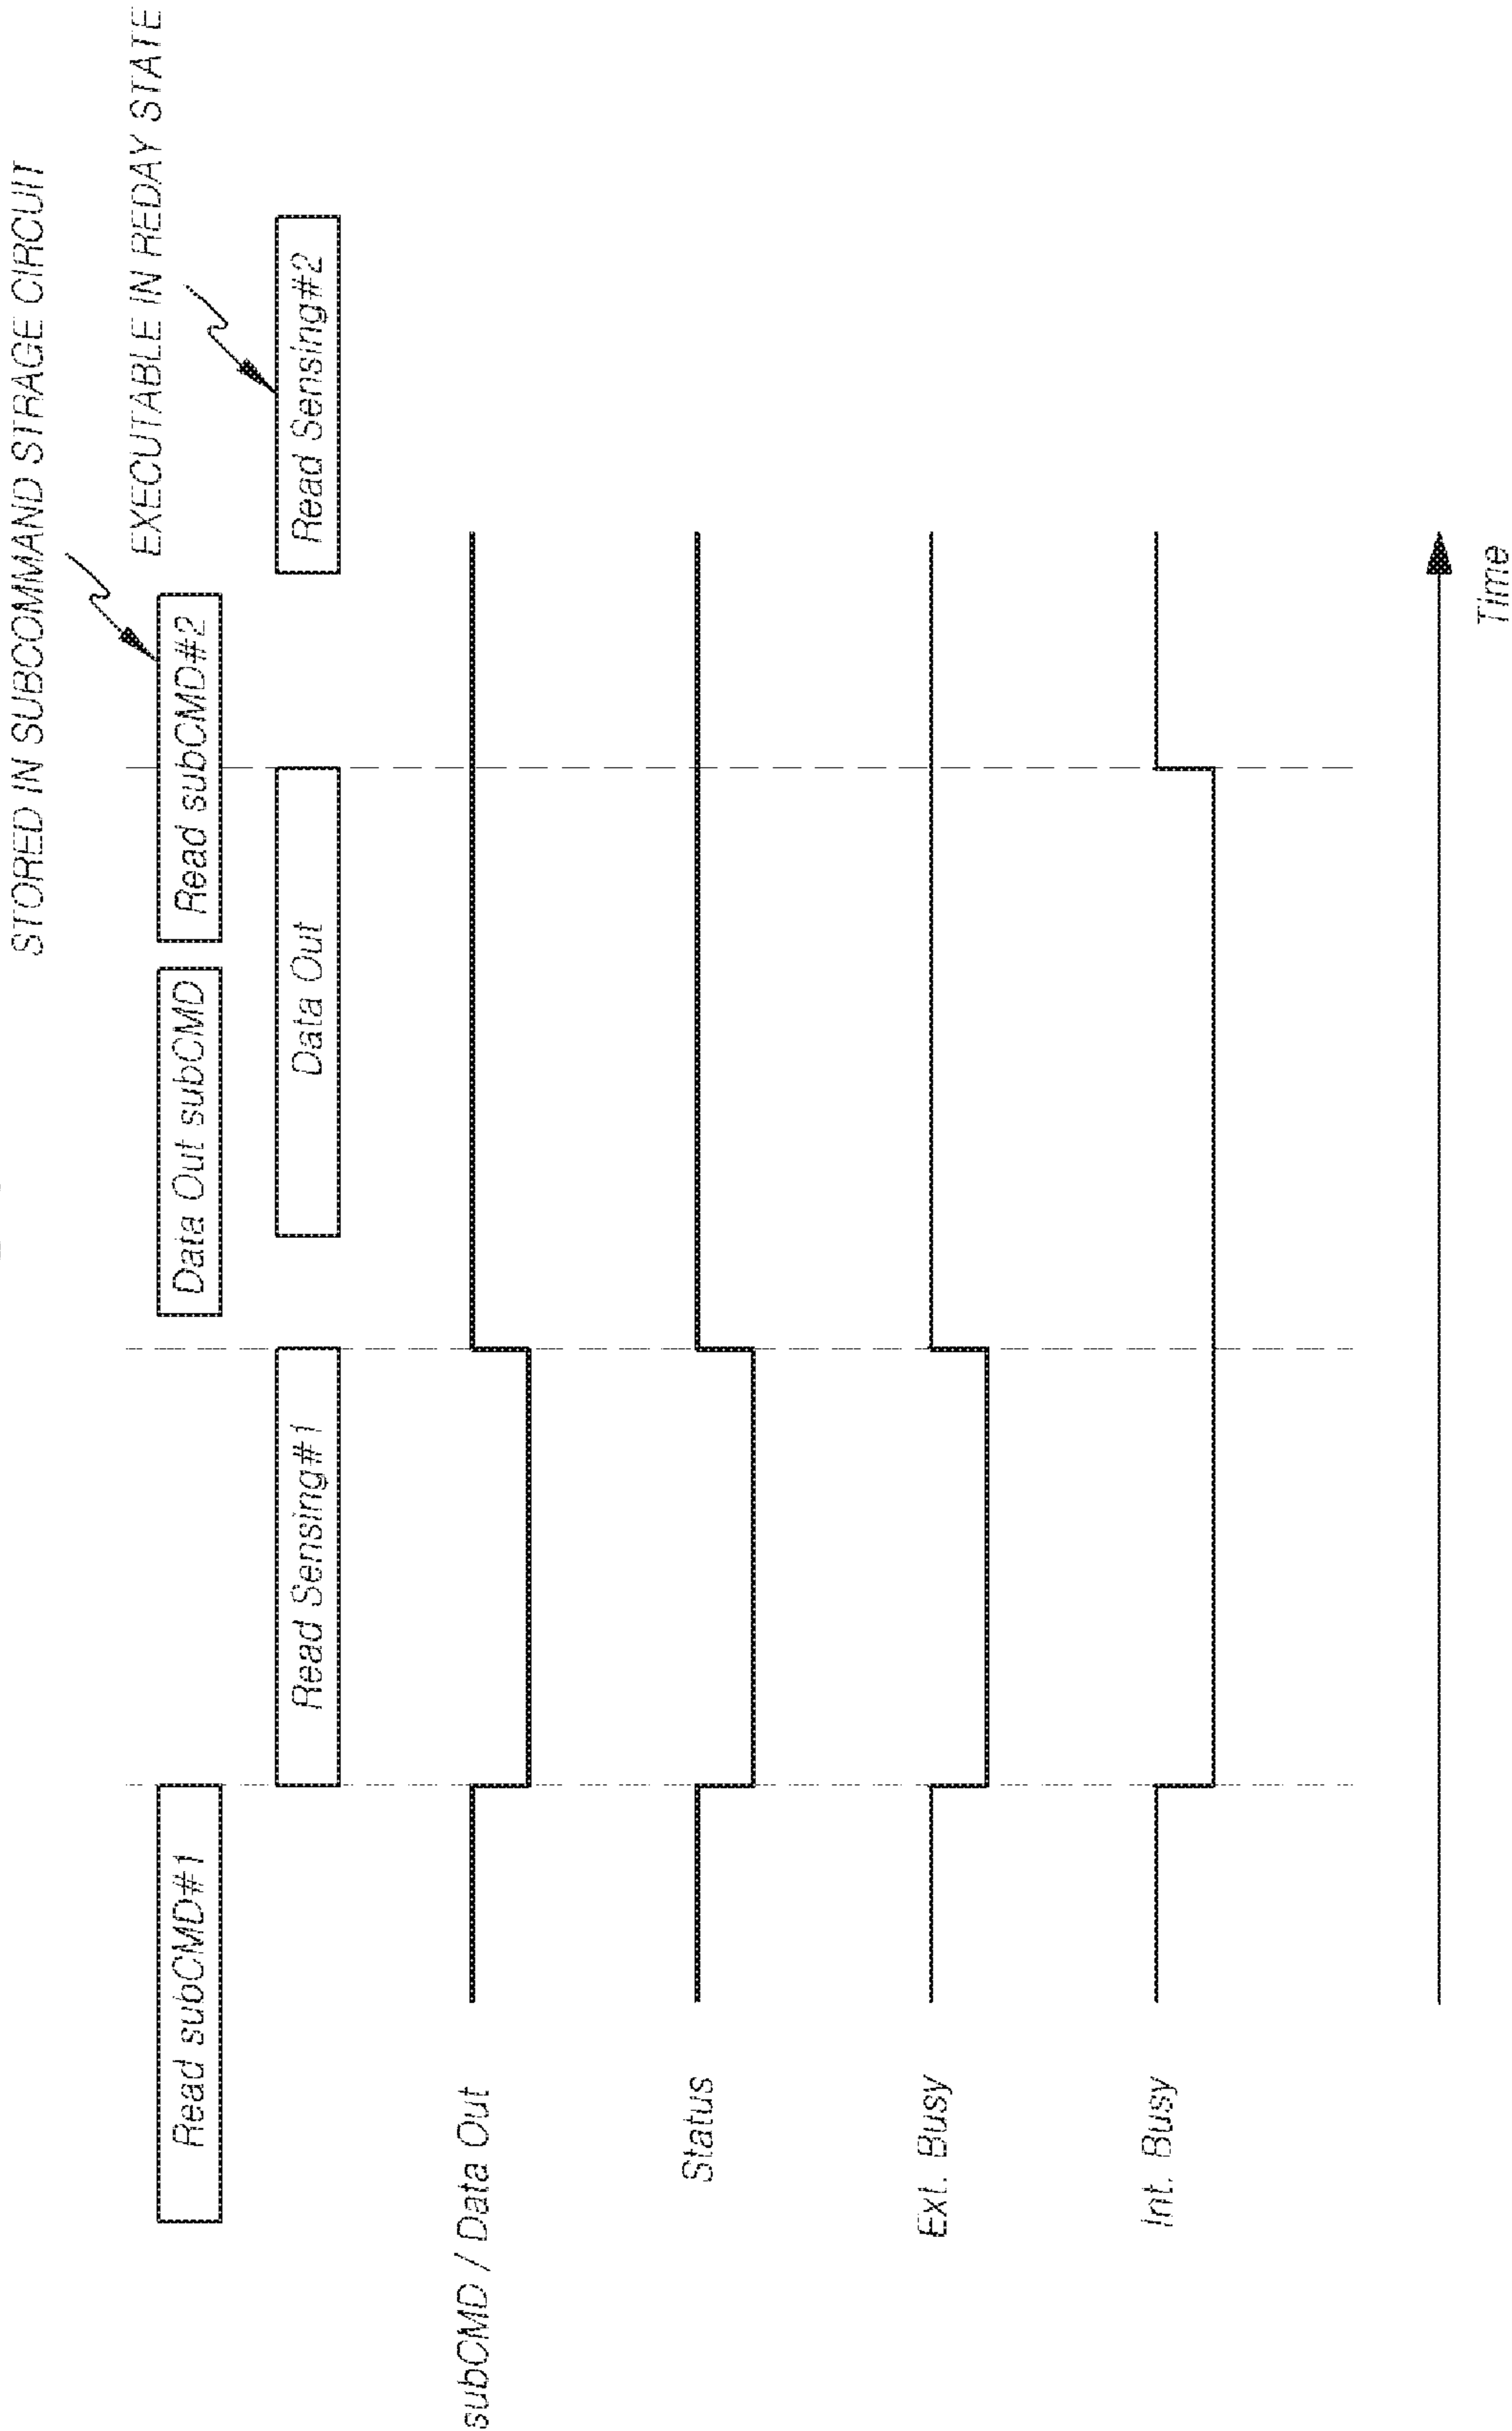 STORED IN SUBCOMMAND STRAGE CIRCUIT
EXECUTABLE IN REDAY STATE
Read subCMD#1
Data Out subCMD
Read subCMD#2
Read Sensing#1
Data Out
Read Sensing#2
subCMD / Data Out
Status
Ext. Busy
Int. Busy
Time